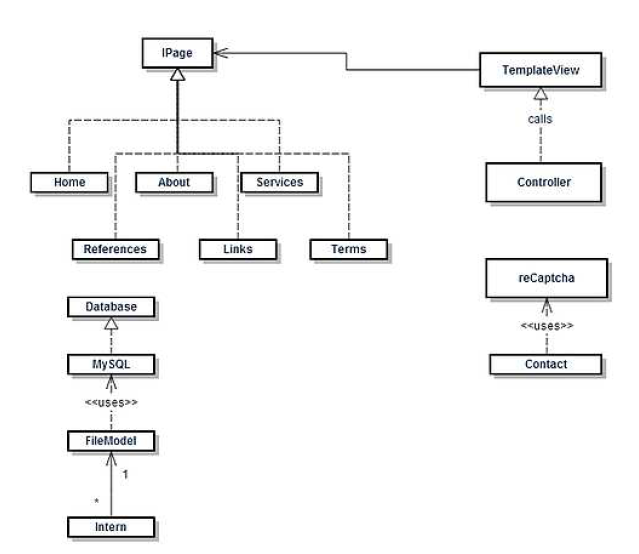 IPage
TemplateView
calls
Home
About
Services
Controller
References
Links
Terms
reCaptcha
Database
<<uses>>
MySQL
Contact
<<uses>>
FileModel
1
*
Intern